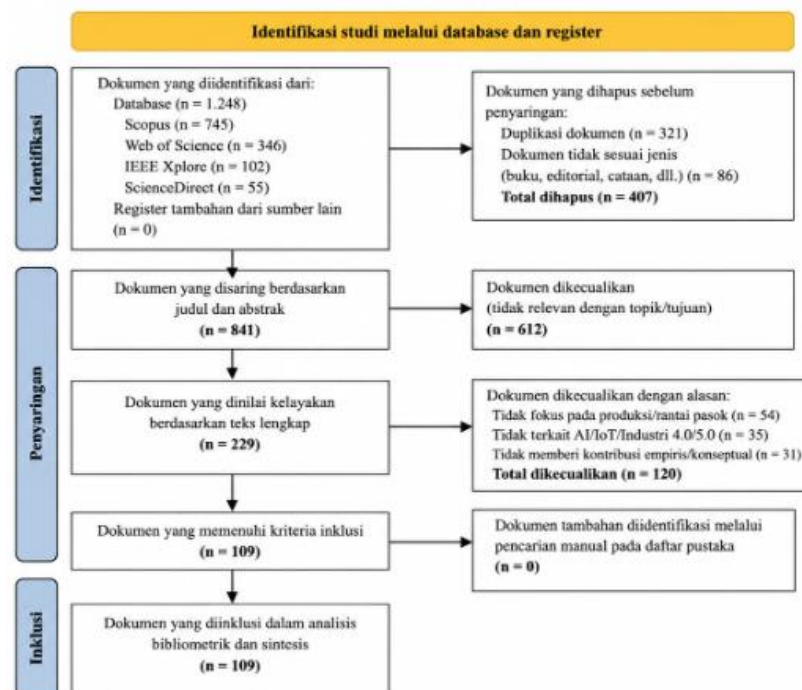 Identifikasi studi melalui database dan register
Identifikasi
Dokumen yang diidentifikasi dari:
Database (n = 1.248)
Scopus (n = 745)
Web of Science (n = 346)
IEEE Xplore (n = 102)
ScienceDirect (n = 55)
Register tambahan dari sumber lain
(n = 0)
Dokumen yang dihapus sebelum
penyaringan:
Duplikasi dokumen (n = 321)
Dokumen tidak sesuai jenis
(buku, editorial, cataan, dll.) (n = 86)
Total dihapus (n = 407)
Penyaringan
Dokumen yang disaring berdasarkan
judul dan abstrak
(n = 841)
Dokumen dikecualikan
(tidak relevan dengan topik/tujuan)
(n = 612)
Dokumen yang dinilai kelayakan
berdasarkan teks lengkap
(n = 229)
Dokumen dikecualikan dengan alasan:
Tidak fokus pada produksi/rantai pasok (n = 54)
Tidak terkait AI/IoT/Industri 4.0/5.0 (n = 35)
Tidak memberi kontribusi empiris/konseptual (n = 31)
Total dikecualikan (n = 120)
Dokumen yang memenuhi kriteria inklusi
(n = 109)
Dokumen tambahan diidentifikasi melalui
pencarian manual pada daftar pustaka
(n = 0)
Inklusi
Dokumen yang diinklusi dalam analisis
bibliometrik dan sintesis
(n = 109)